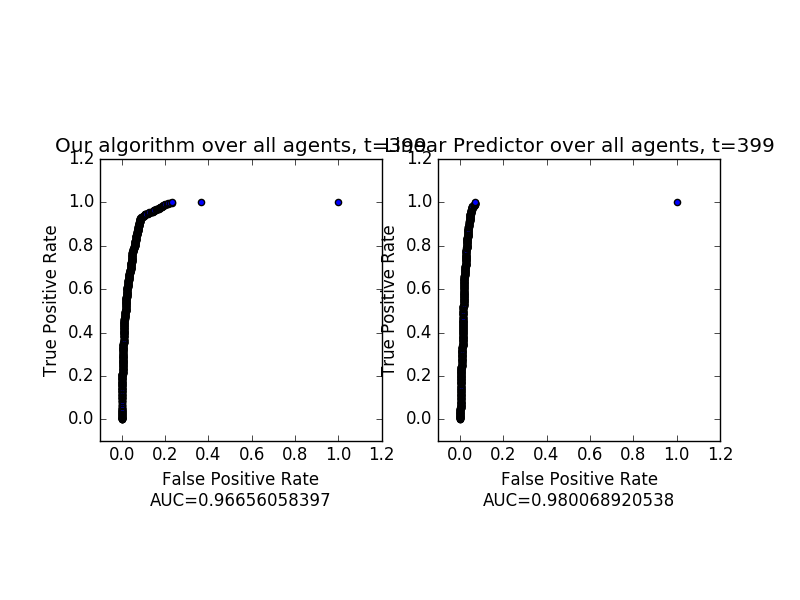 Our algorithm over all agents, t=399
Linear Predictor over all agents, t=399
1.2
1.0
0.8
0.6
0.4
0.2
0.0
True Positive Rate
0.0 0.2 0.4 0.6 0.8 1.0 1.2
False Positive Rate
AUC=0.96656058397
1.2
1.0
0.8
0.6
0.4
0.2
0.0
True Positive Rate
0.0 0.2 0.4 0.6 0.8 1.0 1.2
False Positive Rate
AUC=0.980068920538